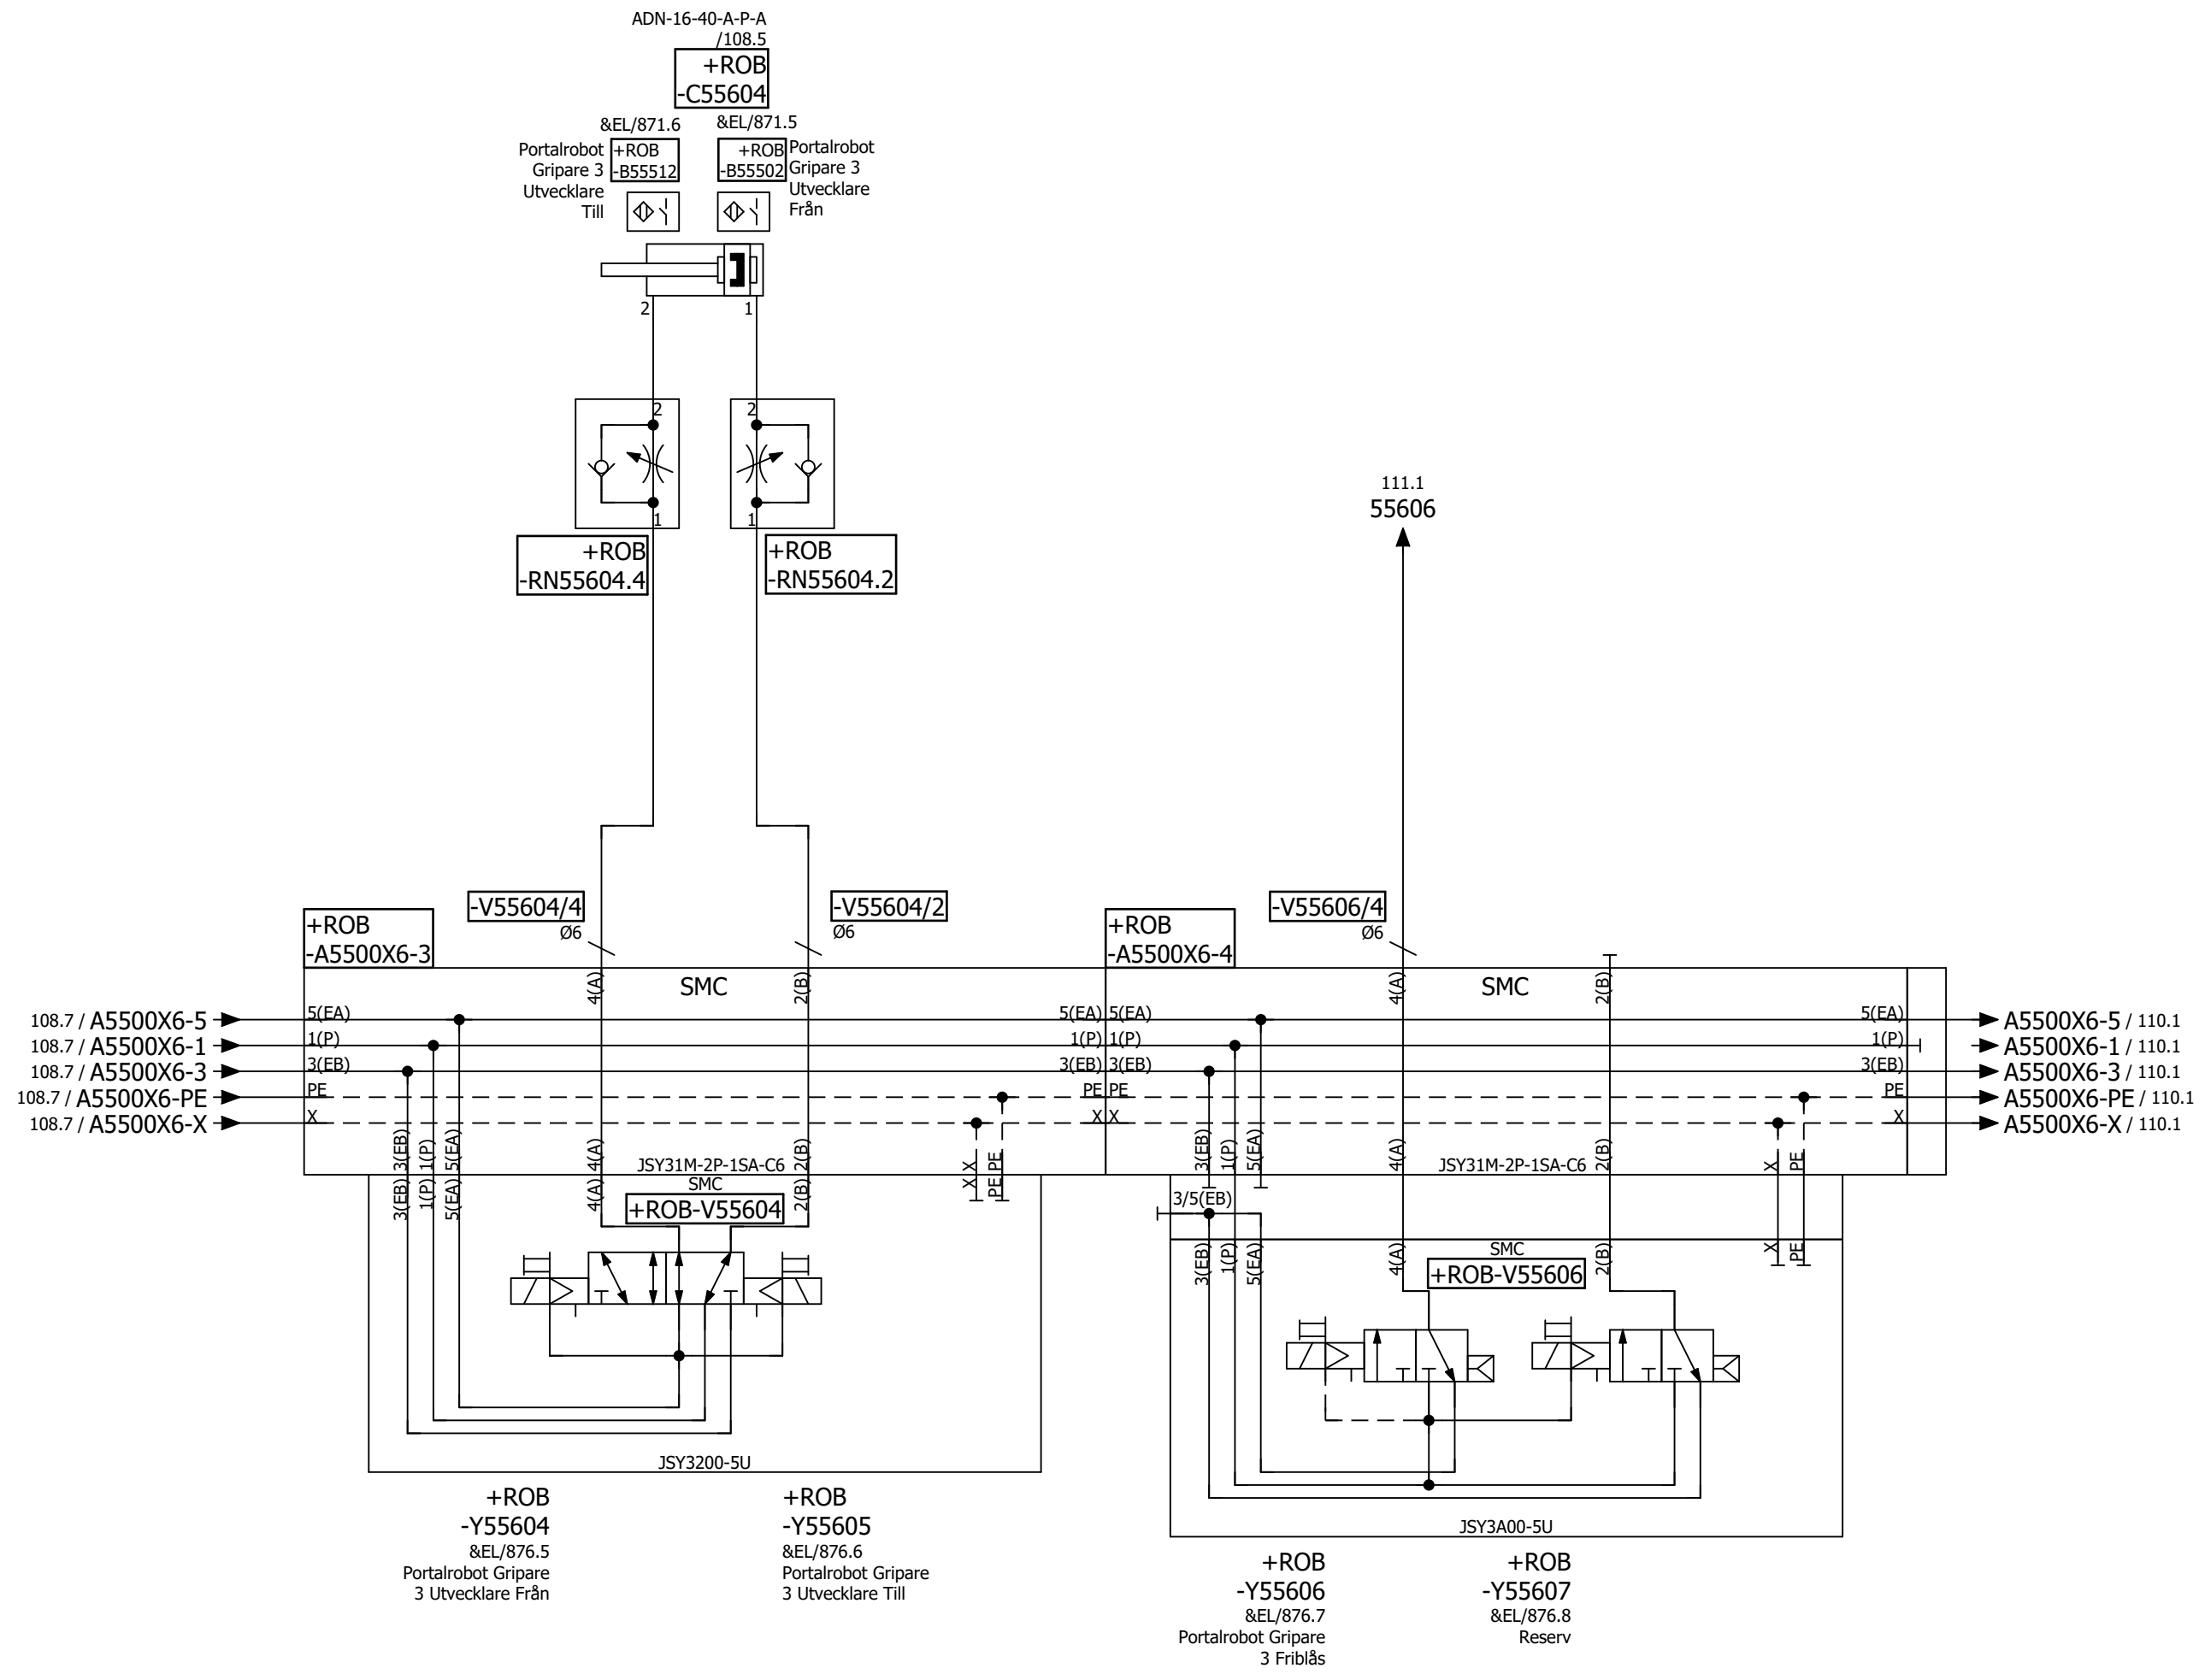 ADN-16-40-A-P-A
/108.5
+ROB
-C55604
&EL/871.6
&EL/871.5
Portalrobot
Gripare 3
Utvecklare
Till
+ROB
-B55512
+ROB
-B55502
Portalrobot
Gripare 3
Utvecklare
Från
2
1
2
2
1
1
+ROB
-RN55604.4
+ROB
-RN55604.2
111.1
55606
-V55604/4
Ø6
-V55604/2
Ø6
-V55606/4
Ø6
+ROB
-A5500X6-3
+ROB
-A5500X6-4
4(A)
SMC
2(B)
4(A)
SMC
2(B)
108.7 / A5500X6-5
5(EA)
5(EA)
5(EA)
5(EA)
A5500X6-5 / 110.1
108.7 / A5500X6-1
1(P)
1(P)
1(P)
1(P)
A5500X6-1 / 110.1
108.7 / A5500X6-3
3(EB)
3(EB)
3(EB)
3(EB)
A5500X6-3 / 110.1
108.7 / A5500X6-PE
PE
PE
PE
PE
A5500X6-PE / 110.1
108.7 / A5500X6-X
X
X
X
X
A5500X6-X / 110.1
3(EB)
1(P)
5(EA)
4(A)
JSY31M-2P-1SA-C6
2(B)
X
PE
3(EB)
1(P)
5(EA)
4(A)
JSY31M-2P-1SA-C6
2(B)
X
PE
3(EB)
1(P)
5(EA)
4(A)
SMC
+ROB-V55604
2(B)
X
PE
3/5(EB)
3(EB)
1(P)
5(EA)
4(A)
SMC
+ROB-V55606
2(B)
X
PE
JSY3200-5U
JSY3A00-5U
+ROB
-Y55604
&EL/876.5
Portalrobot Gripare
3 Utvecklare Från
+ROB
-Y55605
&EL/876.6
Portalrobot Gripare
3 Utvecklare Till
+ROB
-Y55606
&EL/876.7
Portalrobot Gripare
3 Friblås
+ROB
-Y55607
&EL/876.8
Reserv